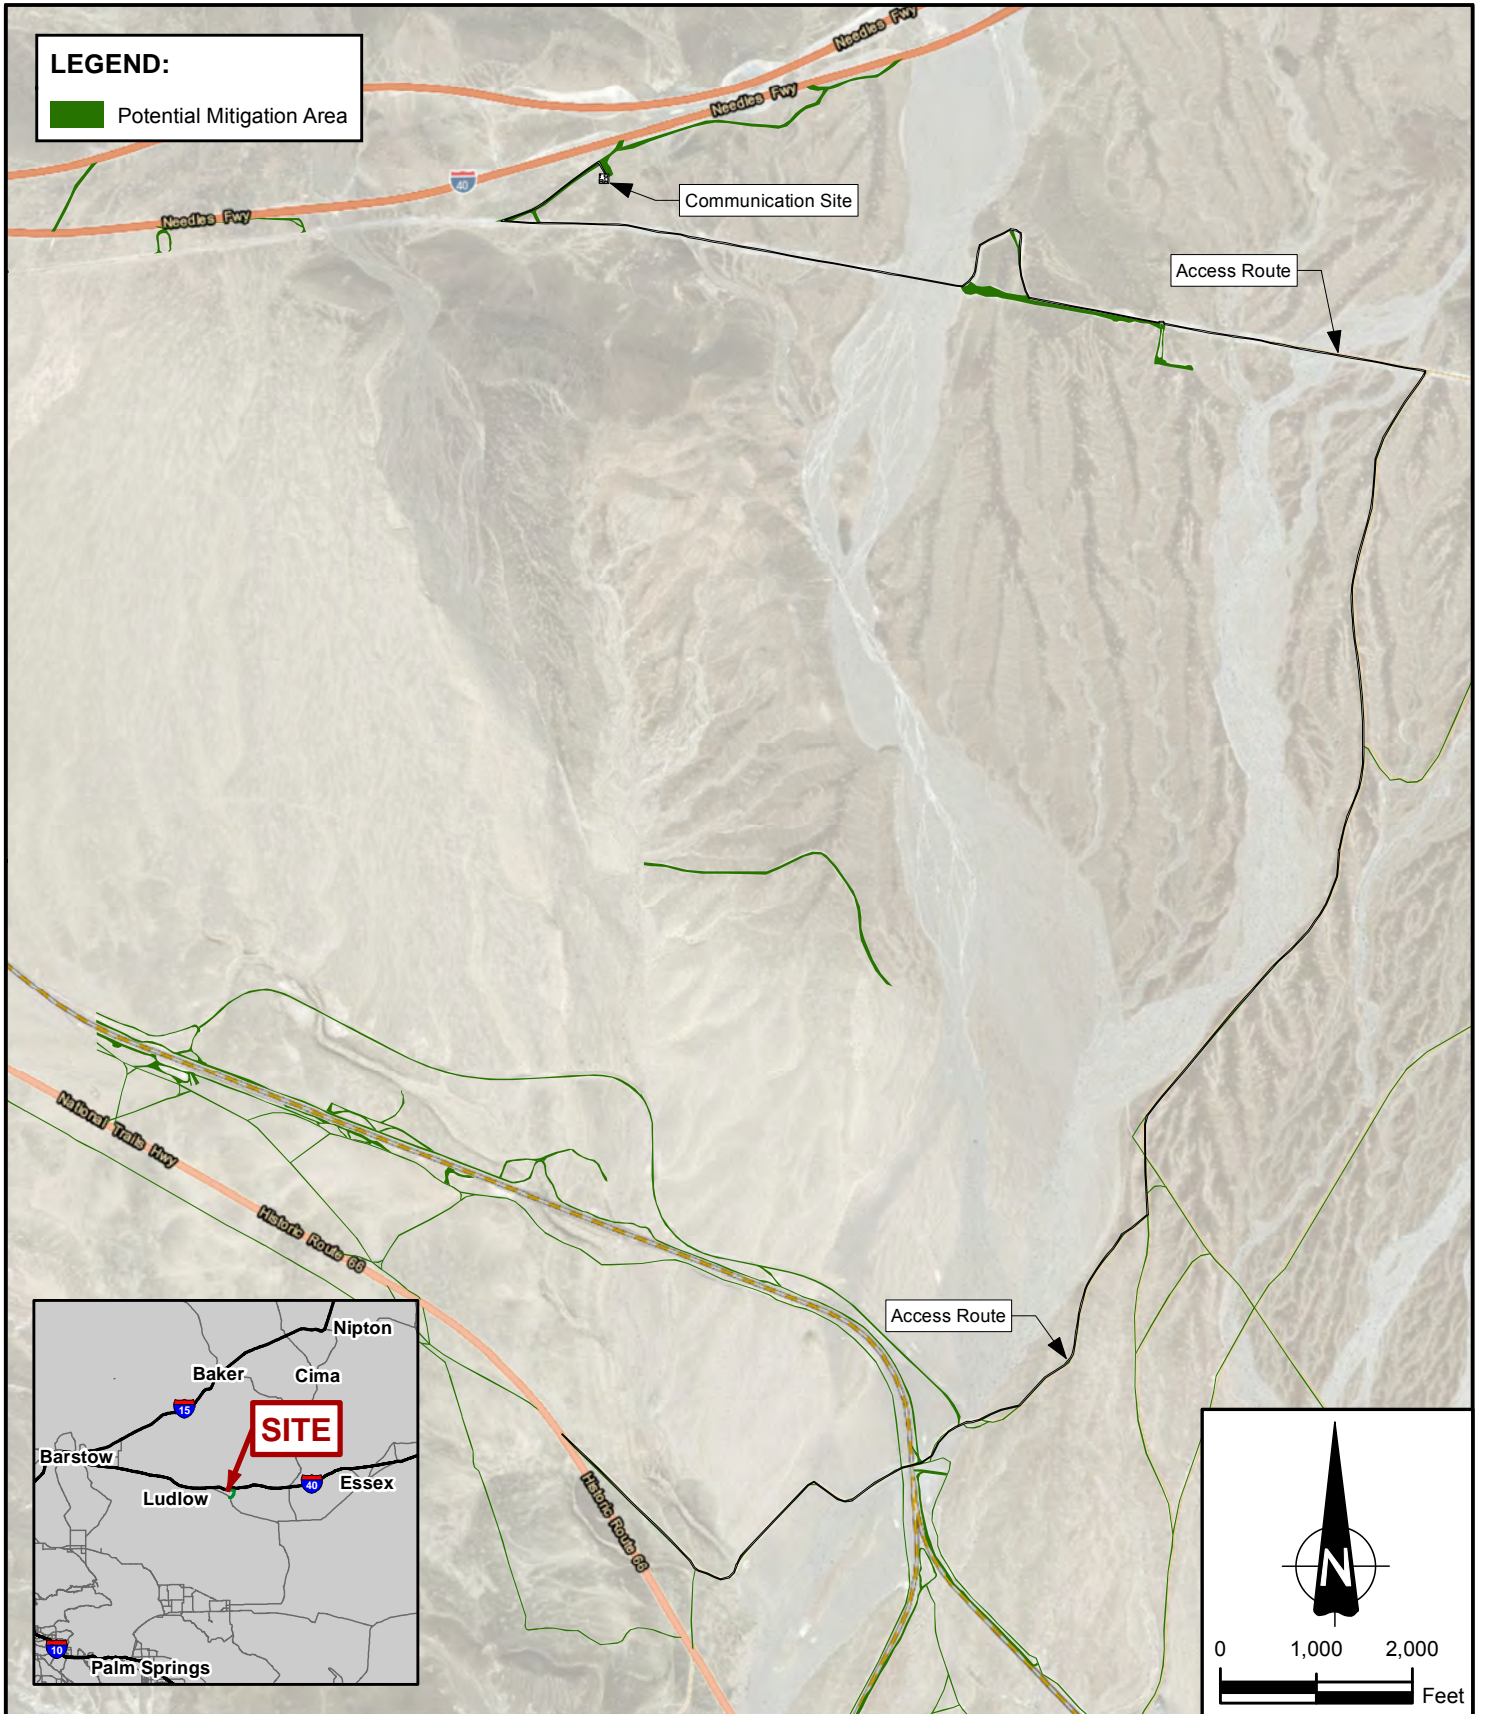 Needles Fwy
LEGEND:
Potential Mitigation Area
Needles Fwy
40
Communication Site
Needles Fwy
Access Route
National Trails Hwy
Historic Route 66
Access Route
Historic Route 66
Nipton
Baker
Cima
15
SITE
Barstow
40
Essex
Ludlow
10
Palm Springs
N
0 1,000 2,000
Feet